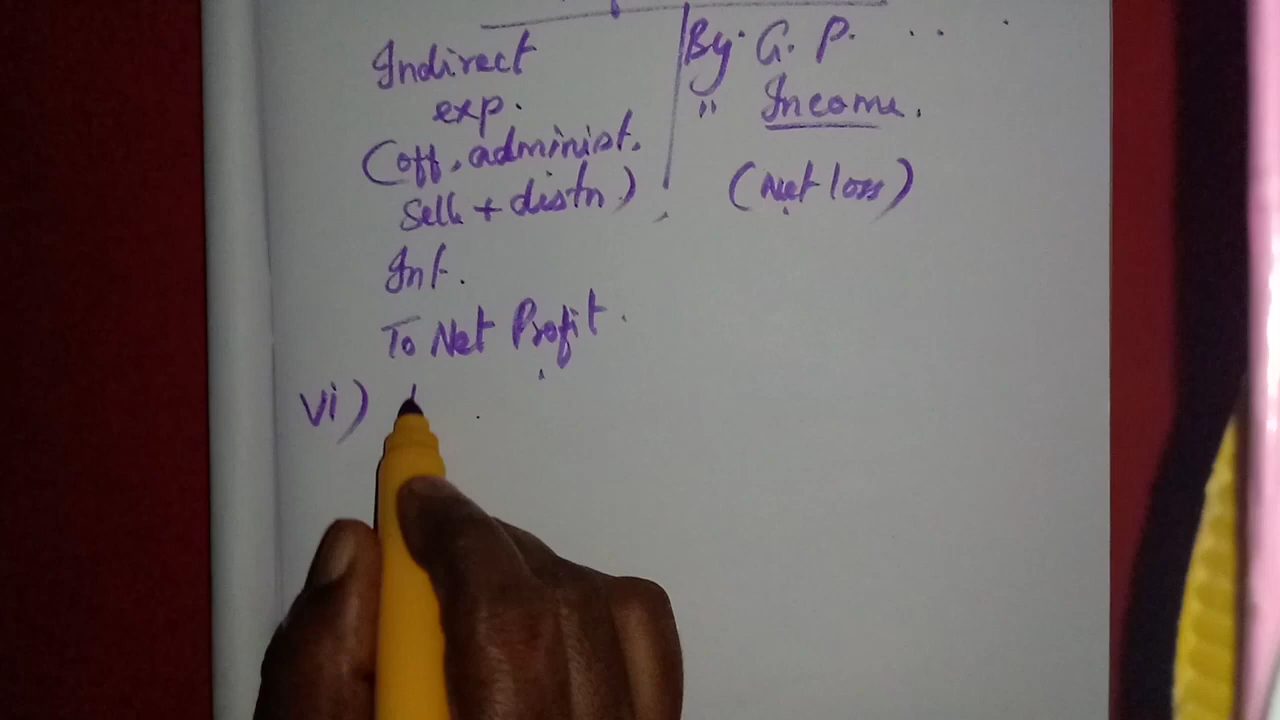 Indirect
exp.
(off, administ.
Sell + distn)
Int.
To Net Profit.
By G. P. ..
" Income.
(Net loss)
vi)